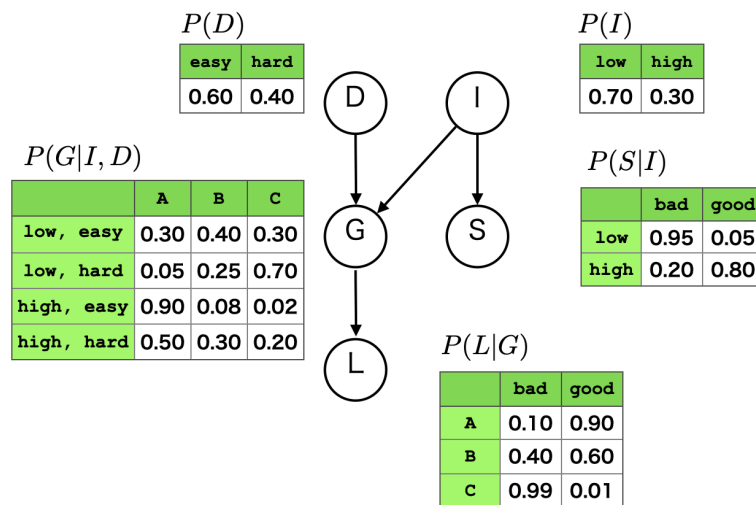 P(D)
easy hard
0.60 0.40
P(I)
low high
0.70 0.30
D
I
P(G|I, D)
A B C
low, easy 0.30 0.40 0.30
low, hard 0.05 0.25 0.70
high, easy 0.90 0.08 0.02
high, hard 0.50 0.30 0.20
G
S
P(S|I)
bad good
low 0.95 0.05
high 0.20 0.80
L
P(L|G)
bad good
A 0.10 0.90
B 0.40 0.60
C 0.99 0.01